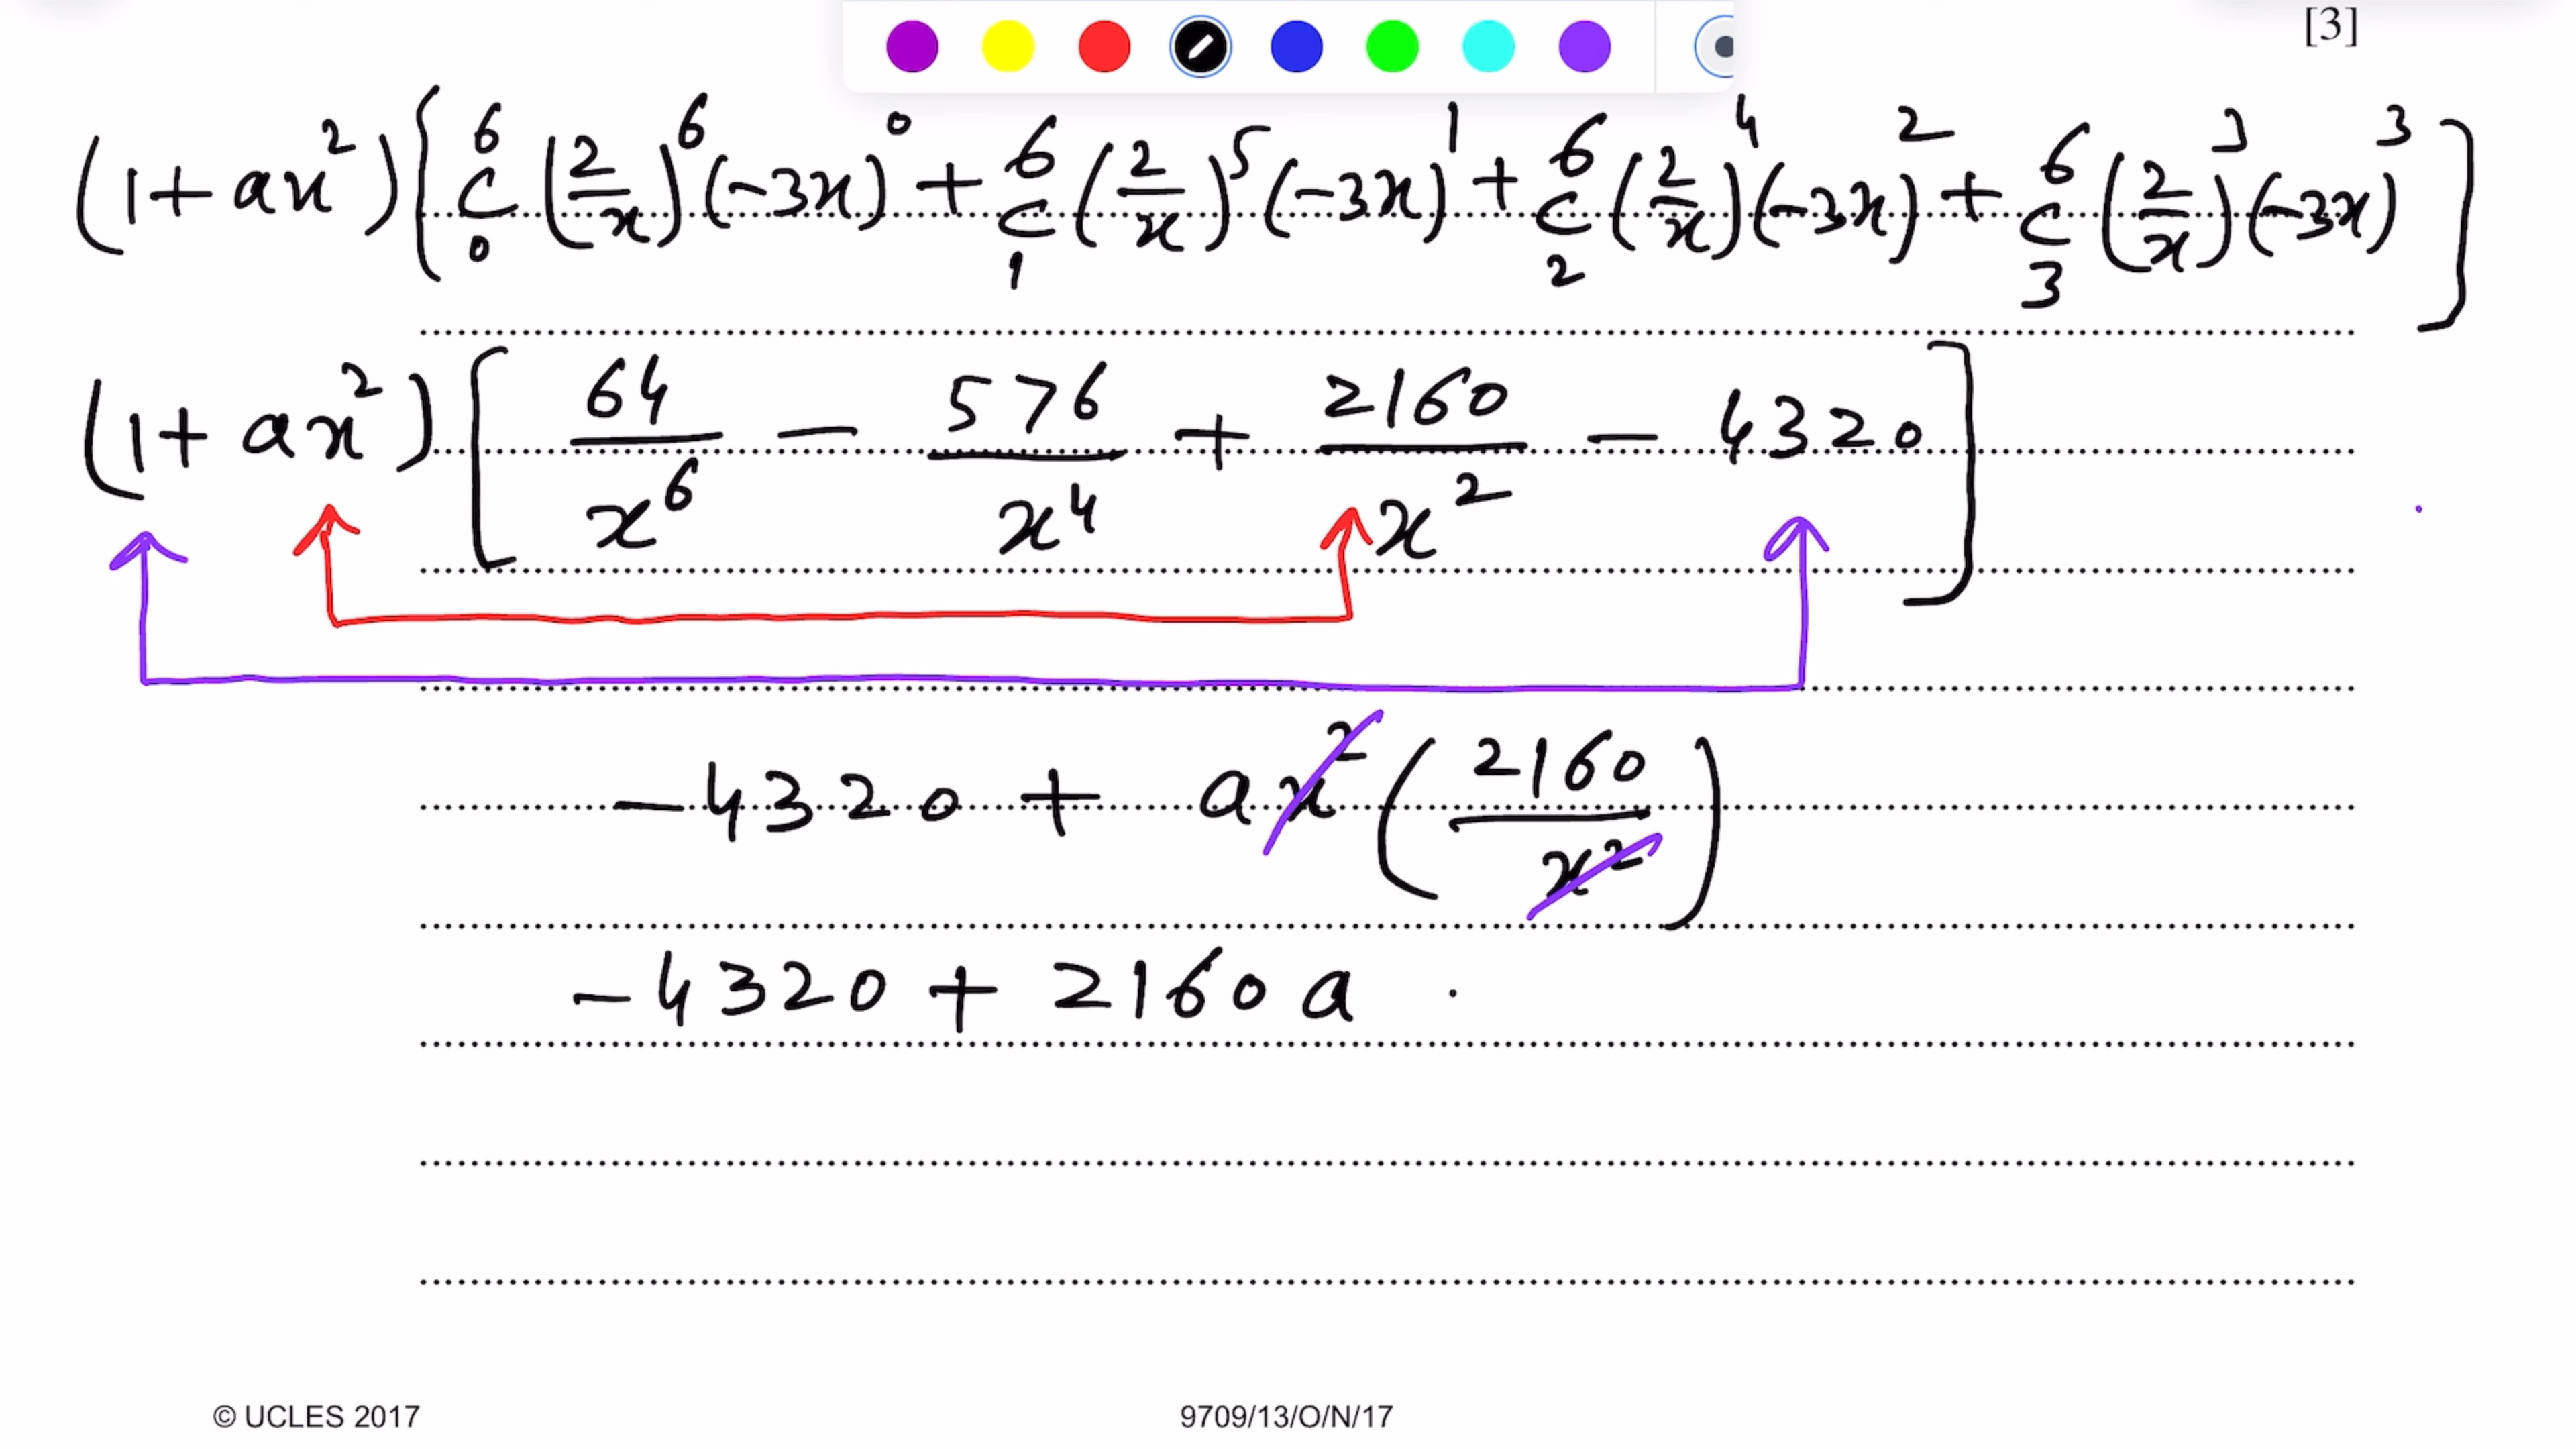 [3]
(1+ax²){⁶C₀(2/x)⁶(-3x)⁰+⁶C₁(2/x)⁵(-3x)¹+⁶C₂(2/x)⁴(-3x)²+⁶C₃(2/x)³(-3x)³]
(1+ax²)[64/x⁶ - 576/x⁴ + 2160/x² - 4320]
-4320 + ax²(2160/x²)
-4320 + 2160a
© UCLES 2017 9709/13/O/N/17